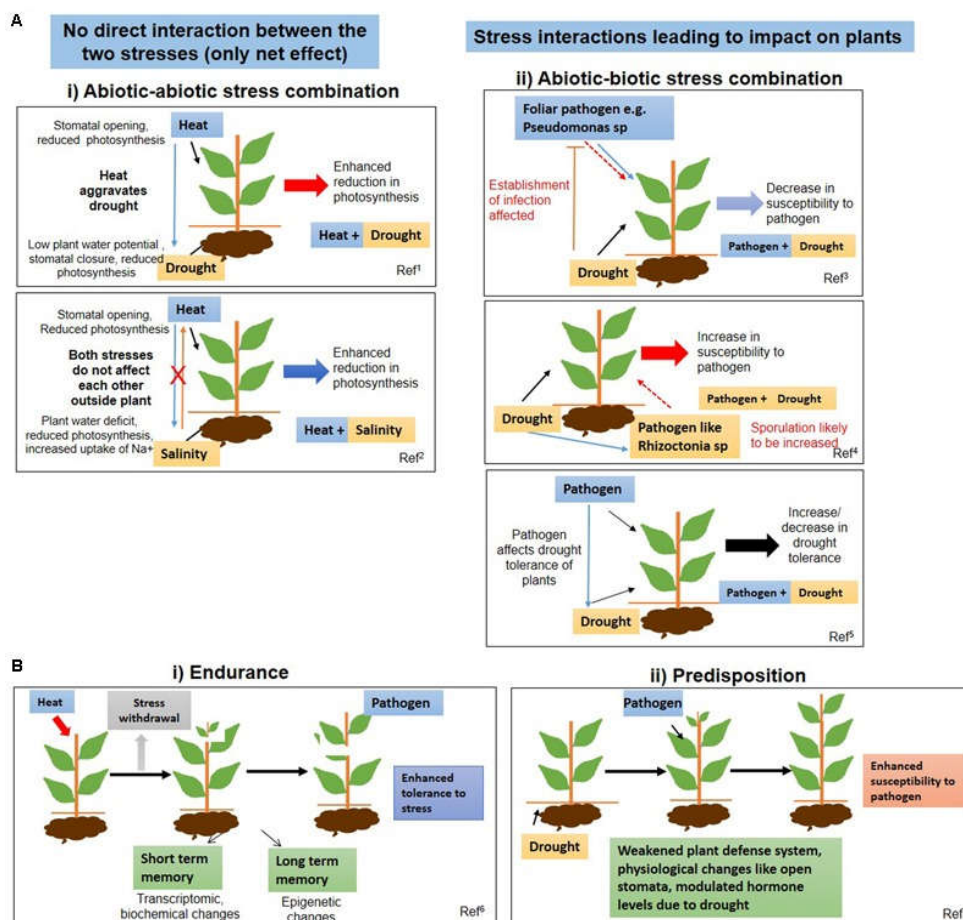 A
No direct interaction between the
two stresses (only net effect)
i) Abiotic-abiotic stress combination
Stomatal opening,
reduced photosynthesis
Heat
Heat
aggravates
drought
Enhanced
reduction in
photosynthesis
Low plant water potential ,
stomatal closure, reduced
photosynthesis
Drought
Heat + Drought
Ref1
Stomatal opening,
Reduced photosynthesis
Heat
Both stresses
do not affect
each other
outside plant
X
Enhanced
reduction in
photosynthesis
Plant water deficit,
reduced photosynthesis,
increased uptake of Na+
Salinity
Heat + Salinity
Ref2
Stress interactions leading to impact on plants
ii) Abiotic-biotic stress combination
Foliar pathogen e.g.
Pseudomonas sp
Establishment
of infection
affected
Decrease in
susceptibility to
pathogen
Drought
Pathogen + Drought
Ref3
Increase in
susceptibility to
pathogen
Drought
Pathogen like
Rhizoctonia sp
Pathogen + Drought
Sporulation likely
to be increased
Ref4
Pathogen
Pathogen
affects drought
tolerance of
plants
Increase/
decrease in
drought
tolerance
Drought
Pathogen + Drought
Ref5
B
i) Endurance
Heat
Stress
withdrawal
Pathogen
Enhanced
tolerance to
stress
Short term
memory
Transcriptomic,
biochemical changes
Long term
memory
Epigenetic
changes
Ref6
ii) Predisposition
Pathogen
Drought
Enhanced
susceptibility to
pathogen
Weakened plant defense system,
physiological changes like open
stomata, modulated hormone
levels due to drought
Ref